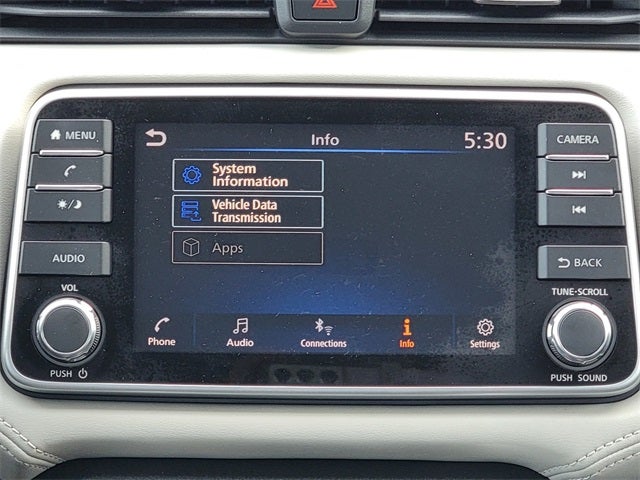 MENU
AUDIO
VOL
PUSH
Info
5:30
System
Information
Vehicle Data
Transmission
Apps
Phone
Audio
Connections
Info
Settings
CAMERA
BACK
TUNE·SCROLL
PUSH SOUND